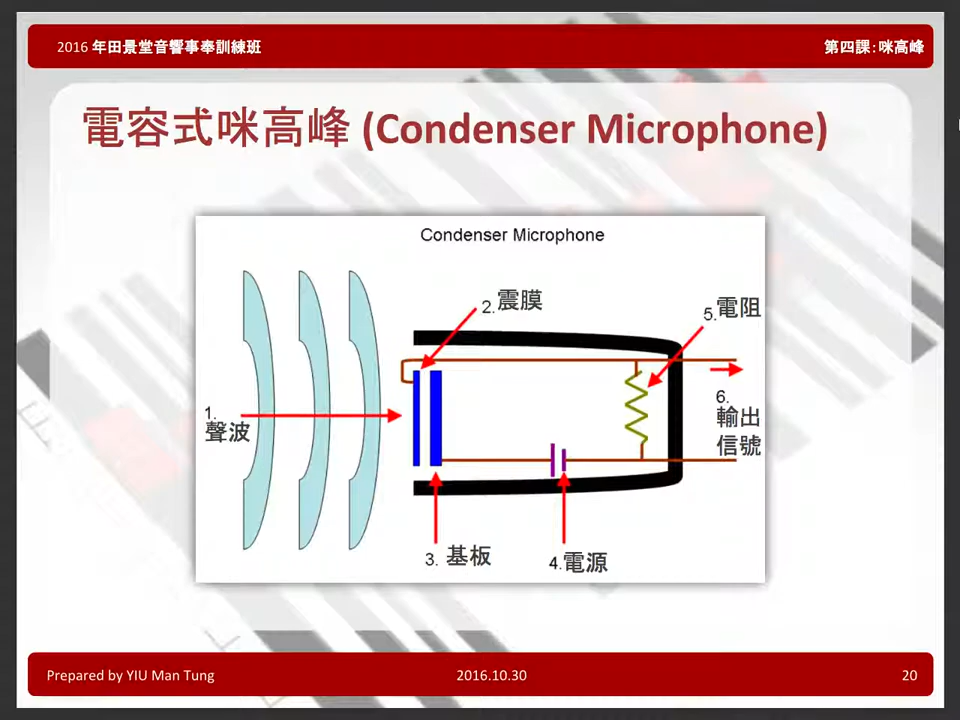 2016 年田景堂音響事奉訓練班
第四課：咪高峰
電容式咪高峰 (Condenser Microphone)
Condenser Microphone
2.震膜
5.電阻
1.
聲波
6.
輸出
信號
3. 基板
4.電源
Prepared by YIU Man Tung
2016.10.30
20